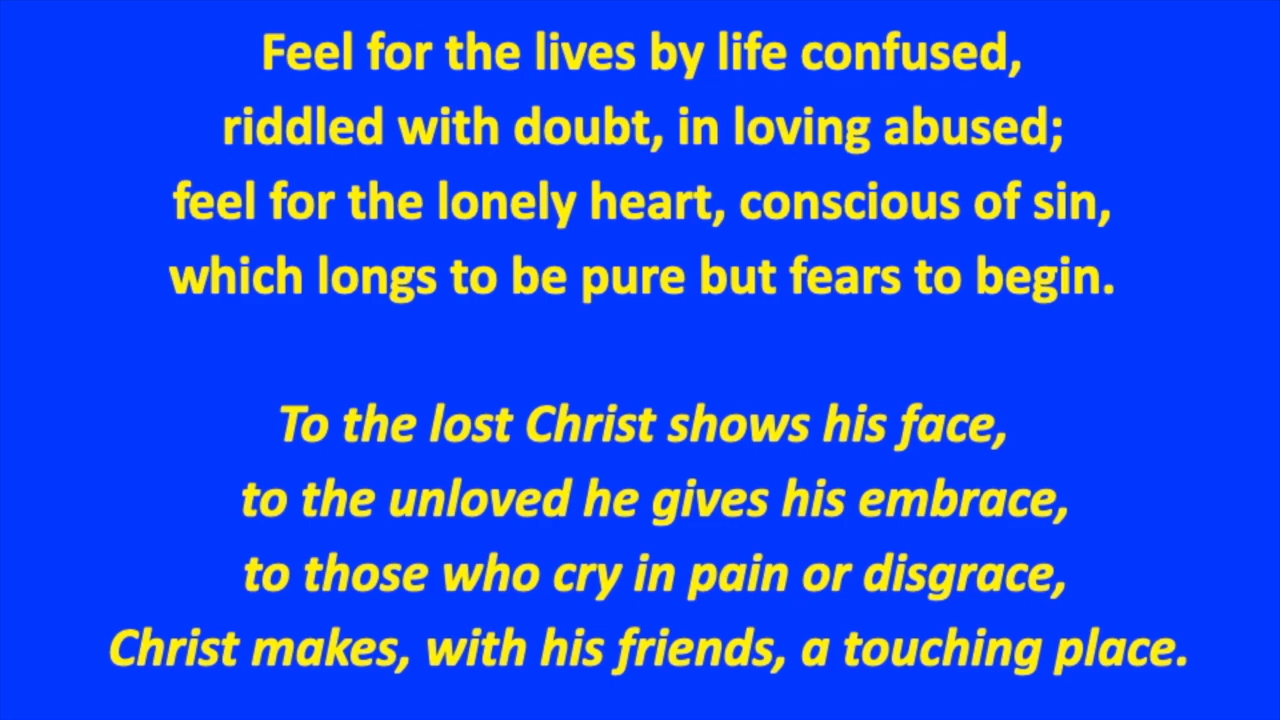 Feel for the lives by life confused,
riddled with doubt, in loving abused;
feel for the lonely heart, conscious of sin,
which longs to be pure but fears to begin.
To the lost Christ shows his face,
to the unloved he gives his embrace,
to those who cry in pain or disgrace,
Christ makes, with his friends, a touching place.